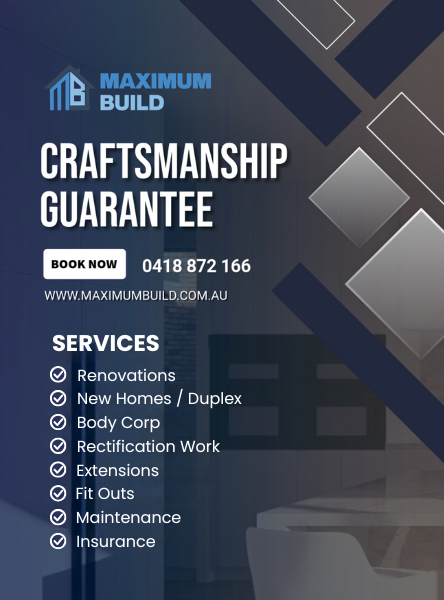 MAXIMUM
BUILD
CRAFTSMANSHIP
GUARANTEE
BOOK NOW 0418 872 166
WWW.MAXIMUMBUILD.COM.AU
SERVICES
Renovations
New Homes / Duplex
Body Corp
Rectification Work
Extensions
Fit Outs
Maintenance
Insurance